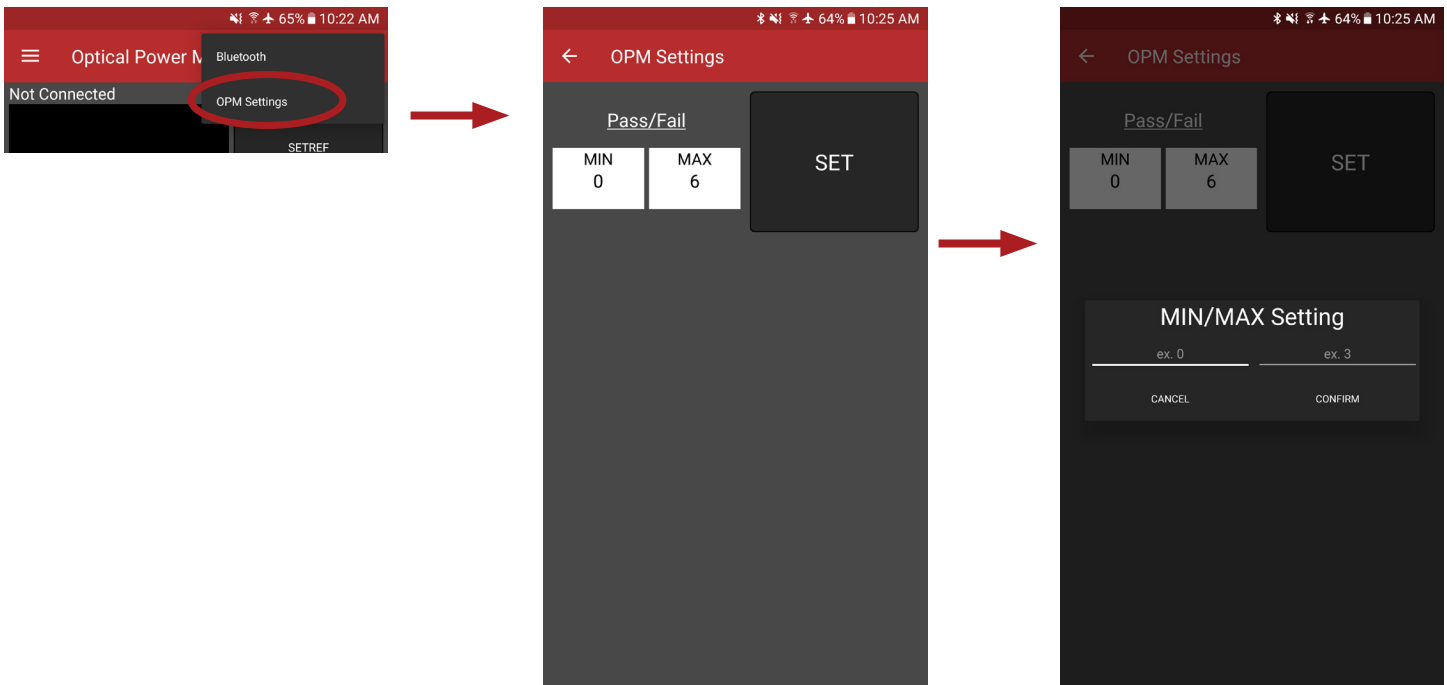 65% 10:22 AM
Optical Power M
Bluetooth
OPM Settings
Not Connected
SETREF
64% 10:25 AM
OPM Settings
Pass/Fail
MIN MAX
0 6
SET
64% 10:25 AM
OPM Settings
Pass/Fail
MIN MAX
0 6
SET
MIN/MAX Setting
ex. 0 ex. 3
CANCEL CONFIRM